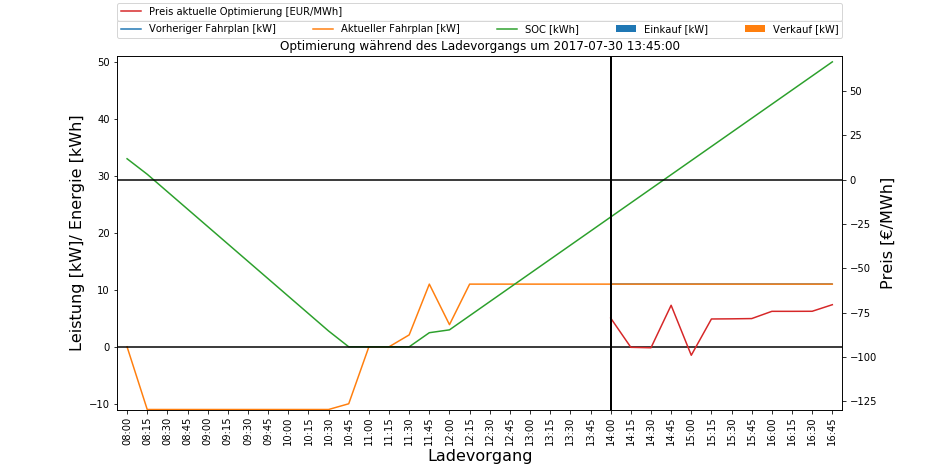 Preis aktuelle Optimierung [EUR/MWh]
Vorheriger Fahrplan [kW] Aktueller Fahrplan [kW] SOC [kWh] Einkauf [kW] Verkauf [kW]
Optimierung während des Ladevorgangs um 2017-07-30 13:45:00
Leistung [kW]/ Energie [kWh]
50
40
30
20
10
0
−10
Preis [€/MWh]
50
25
0
−25
−50
−75
−100
−125
08:00 08:15 08:30 08:45 09:00 09:15 09:30 09:45 10:00 10:15 10:30 10:45 11:00 11:15 11:30 11:45 12:00 12:15 12:30 12:45 13:00 13:15 13:30 13:45 14:00 14:15 14:30 14:45 15:00 15:15 15:30 15:45 16:00 16:15 16:30 16:45
Ladevorgang